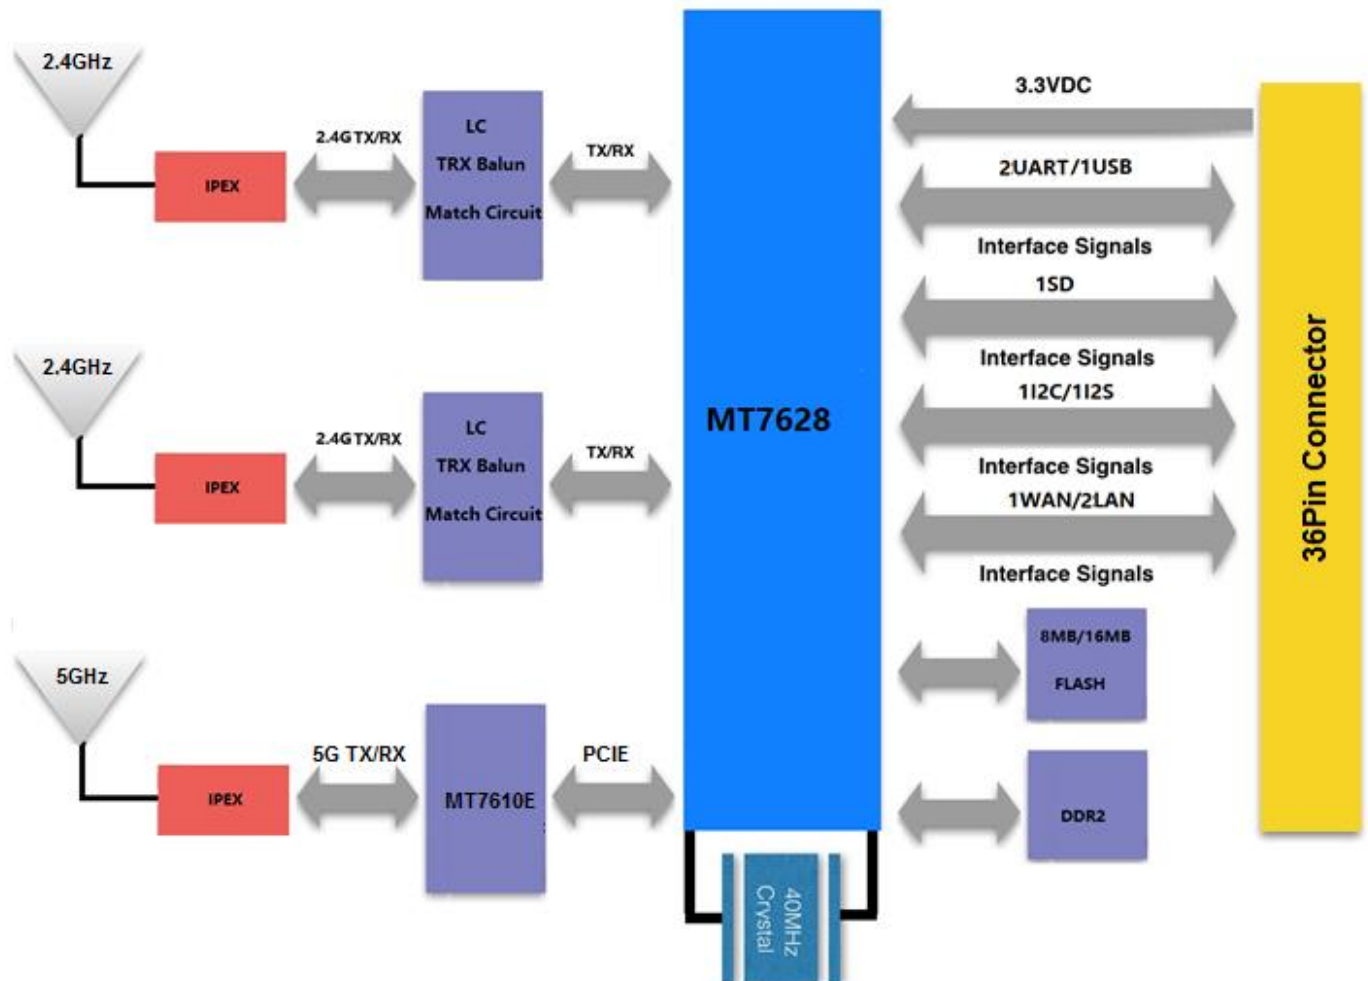 2.4GHz
IPEX
2.4G TX/RX
LC
TRX Balun
Match Circuit
TX/RX
2.4GHz
IPEX
2.4G TX/RX
LC
TRX Balun
Match Circuit
TX/RX
5GHz
IPEX
5G TX/RX
MT7610E
PCIE
MT7628
40MHz
Crystal
3.3VDC
2UART/1USB
Interface Signals
1SD
Interface Signals
1I2C/1I2S
Interface Signals
1WAN/2LAN
Interface Signals
8MB/16MB
FLASH
DDR2
36Pin Connector